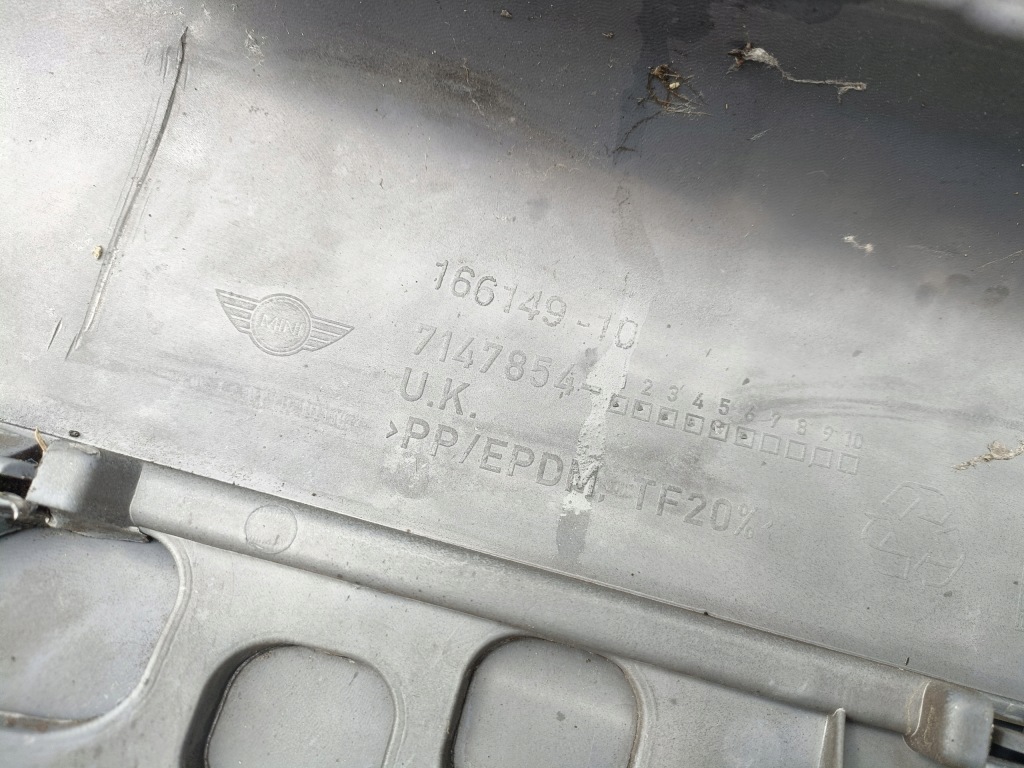 MINI
166149-10
7147854- 1 2 3 4 5 6 7 8 9 10
U.K.
>PP/EPDM, TF20%